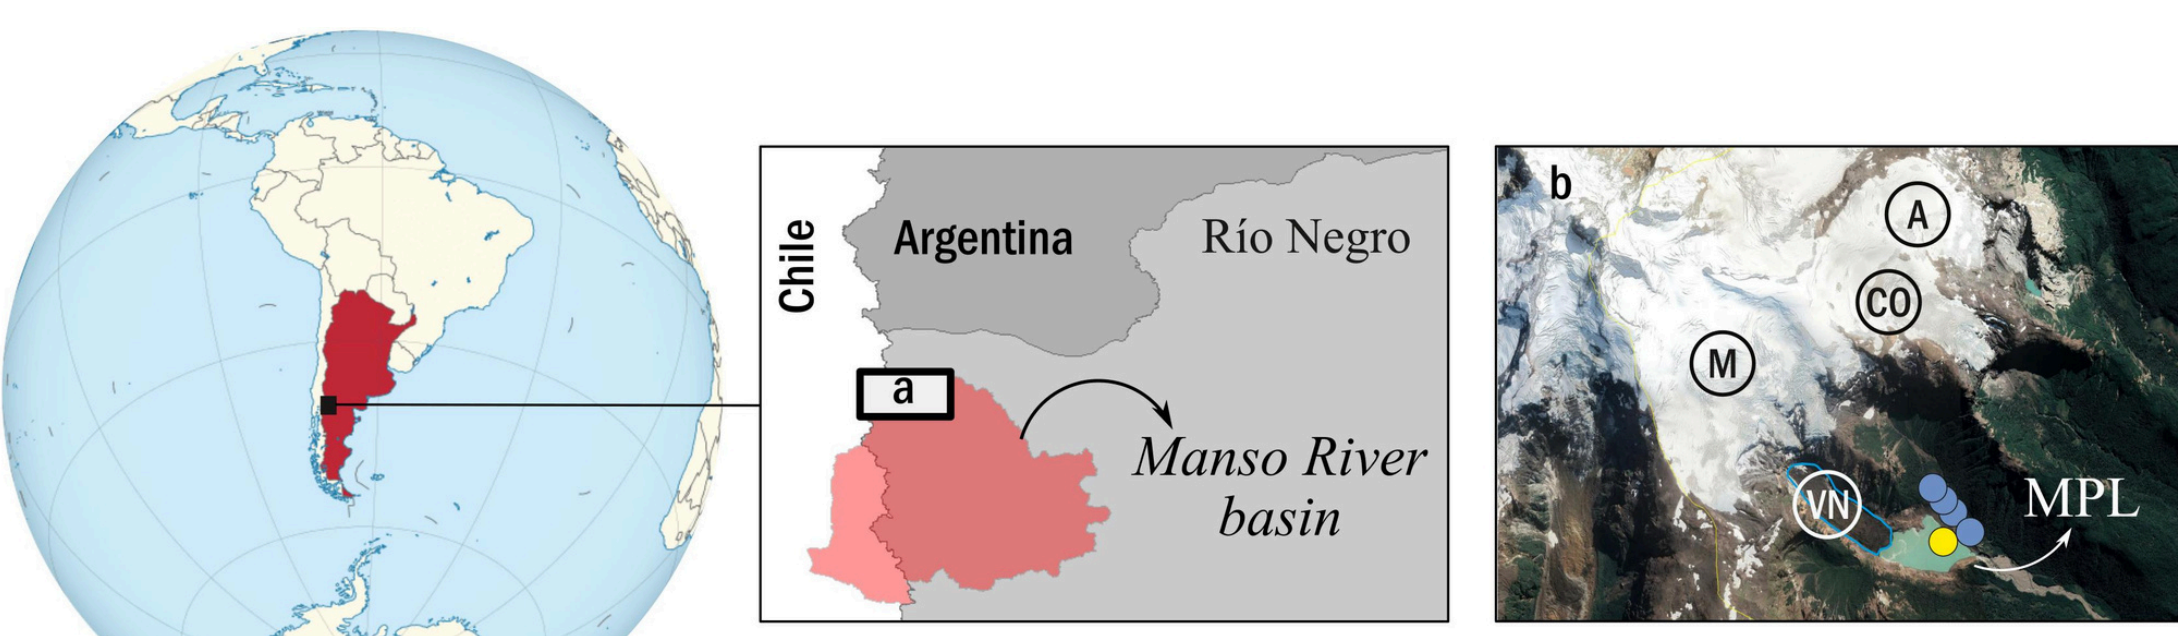 Chile
Argentina
Río Negro
a
Manso River
basin
b
A
CO
M
VN
MPL